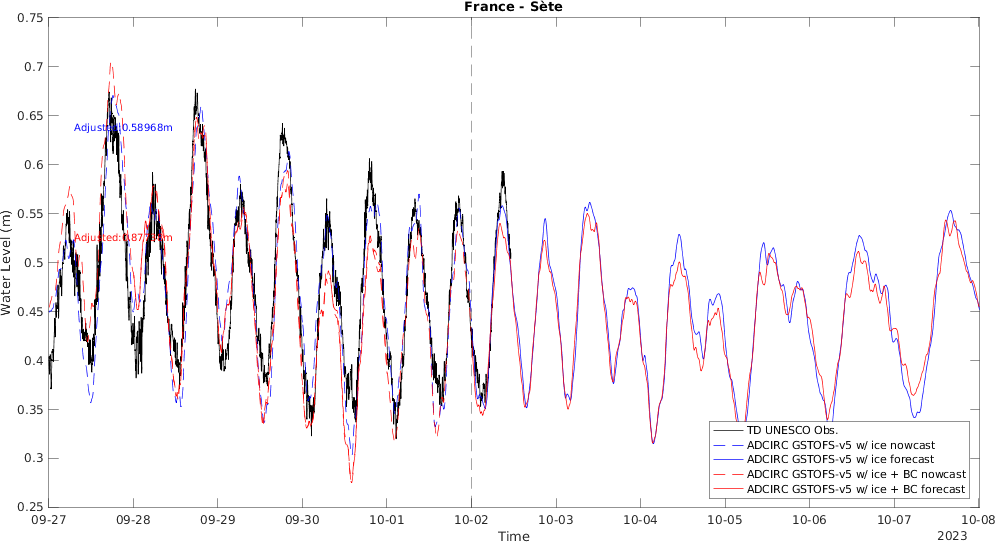 France - Sète
Water Level (m)
0.75
0.7
0.65
0.6
0.55
0.5
0.45
0.4
0.35
0.3
0.25
Adjusted:0.58968m
TD UNESCO Obs.
ADCIRC GSTOFS-v5 w/ ice nowcast
ADCIRC GSTOFS-v5 w/ ice forecast
ADCIRC GSTOFS-v5 w/ ice + BC nowcast
ADCIRC GSTOFS-v5 w/ ice + BC forecast
09-27 09-28 09-29 09-30 10-01 10-02 10-03 10-04 10-05 10-06 10-07 10-08
Time
2023